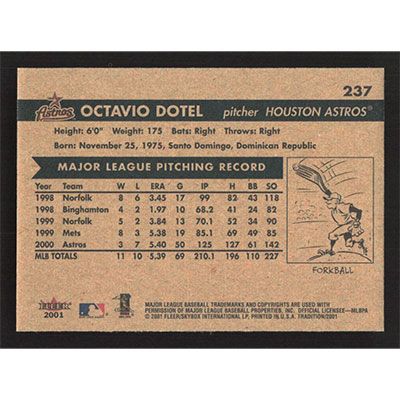 237
Astros OCTAVIO DOTEL pitcher HOUSTON ASTROS®
Height: 6'0" Weight: 175 Bats: Right Throws: Right
Born: November 25, 1975, Santo Domingo, Dominican Republic
MAJOR LEAGUE PITCHING RECORD
Year Team W L ERA G IP H BB SO
1998 Norfolk 8 6 3.45 17 99 82 43 118
1998 Binghamton 4 2 1.97 10 68.2 41 24 82
1999 Norfolk 5 2 3.84 13 70.1 52 34 90
1999 Mets 8 3 5.38 19 85.1 69 49 85
2000 Astros 3 7 5.40 50 125 127 61 142
MLB TOTALS 11 10 5.39 69 210.1 196 110 227
FORKBALL
FLEER
2001
MAJOR LEAGUE BASEBALL TRADEMARKS AND COPYRIGHTS ARE USED WITH
PERMISSION OF MAJOR LEAGUE BASEBALL PROPERTIES, INC. OFFICIAL LICENSEE—MLBPA
© 2001 FLEER/SKYBOX INTERNATIONAL LP, PRINTED IN U.S.A. TRADITION/2001